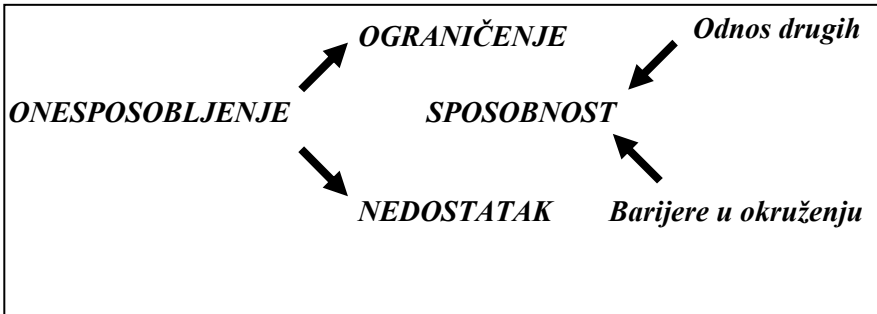 OGRANIČENJE Odnos drugih
ONESPOSOBLJENJE SPOSOBNOST
NEDOSTATAK Barijere u okruženju